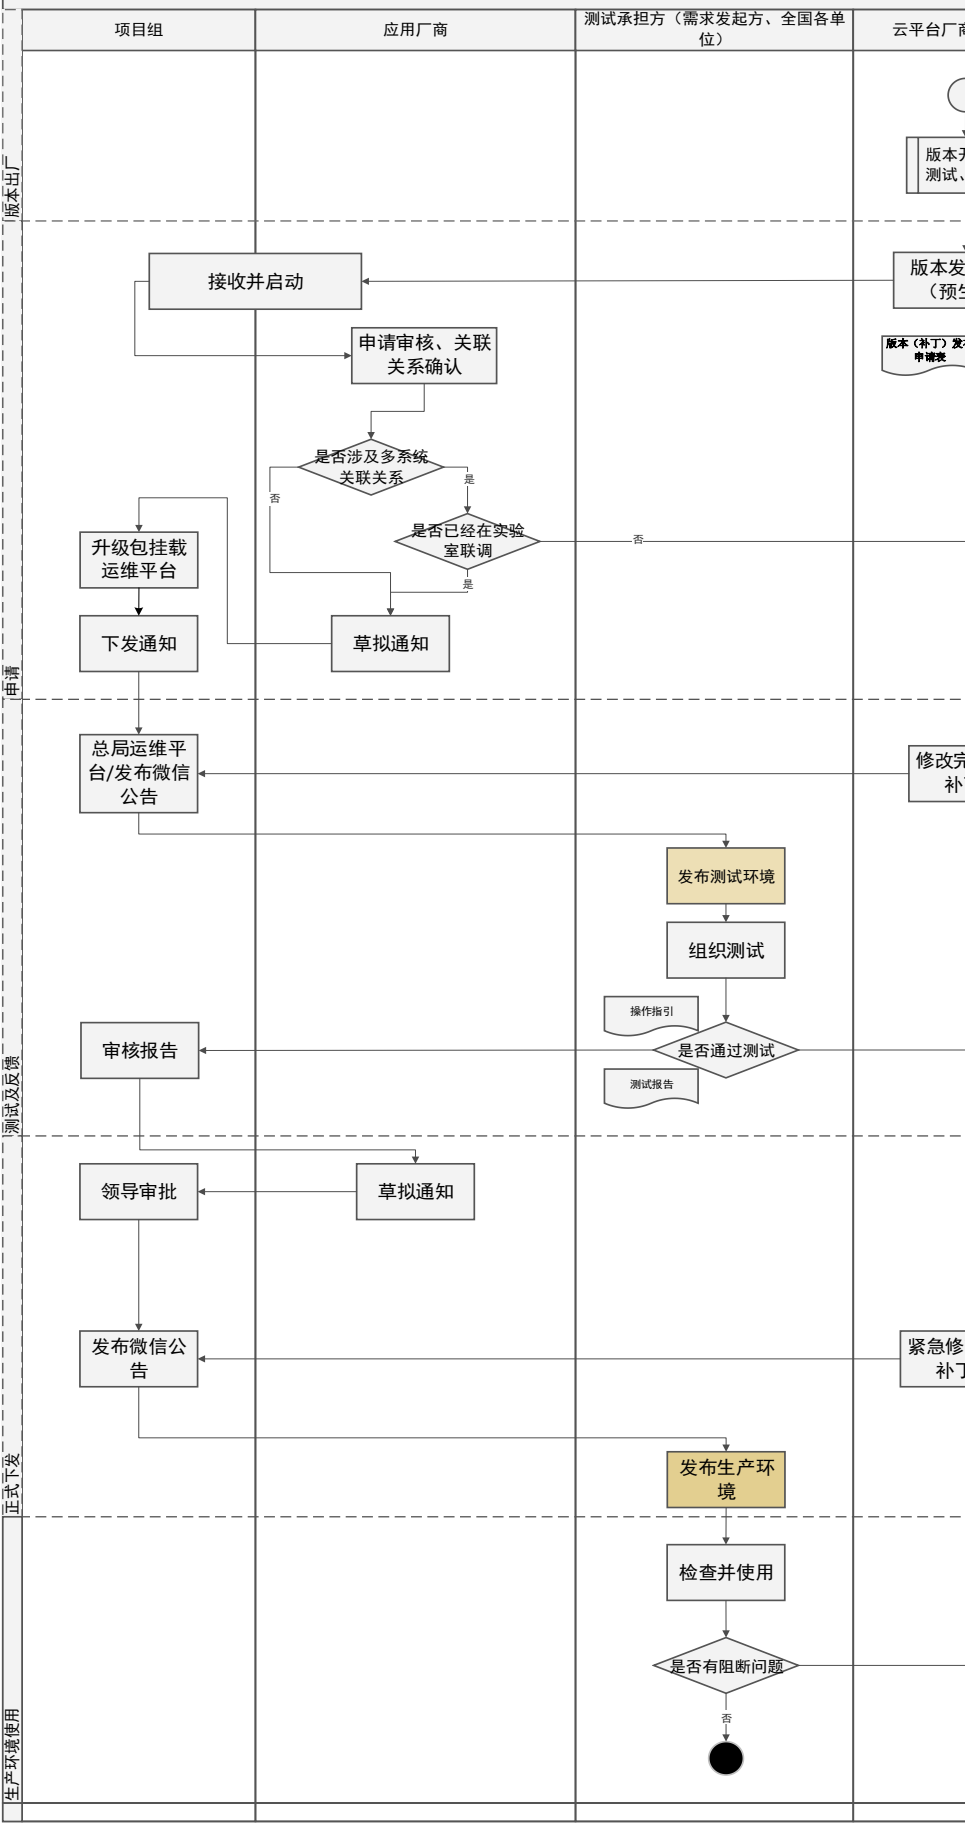 项目组
应用厂商
测试承担方（需求发起方、全国各单
位）
云平台厂商
版本出厂
版本
测试、
接收并启动
版本发
（预生
申请审核、关联
关系确认
版本（补丁）发布
申请表
是否涉及多系统
关联关系
是
否
是否已经在实验
室联调
否
是
升级包挂载
运维平台
下发通知
草拟通知
申请
总局运维平
台/发布微信
公告
修改完
补
发布测试环境
组织测试
操作指引
审核报告
是否通过测试
测试报告
测试及反馈
领导审批
草拟通知
发布微信公
告
紧急修
补丁
发布生产环
境
正式下发
检查并使用
是否有阻断问题
否
生产环境使用